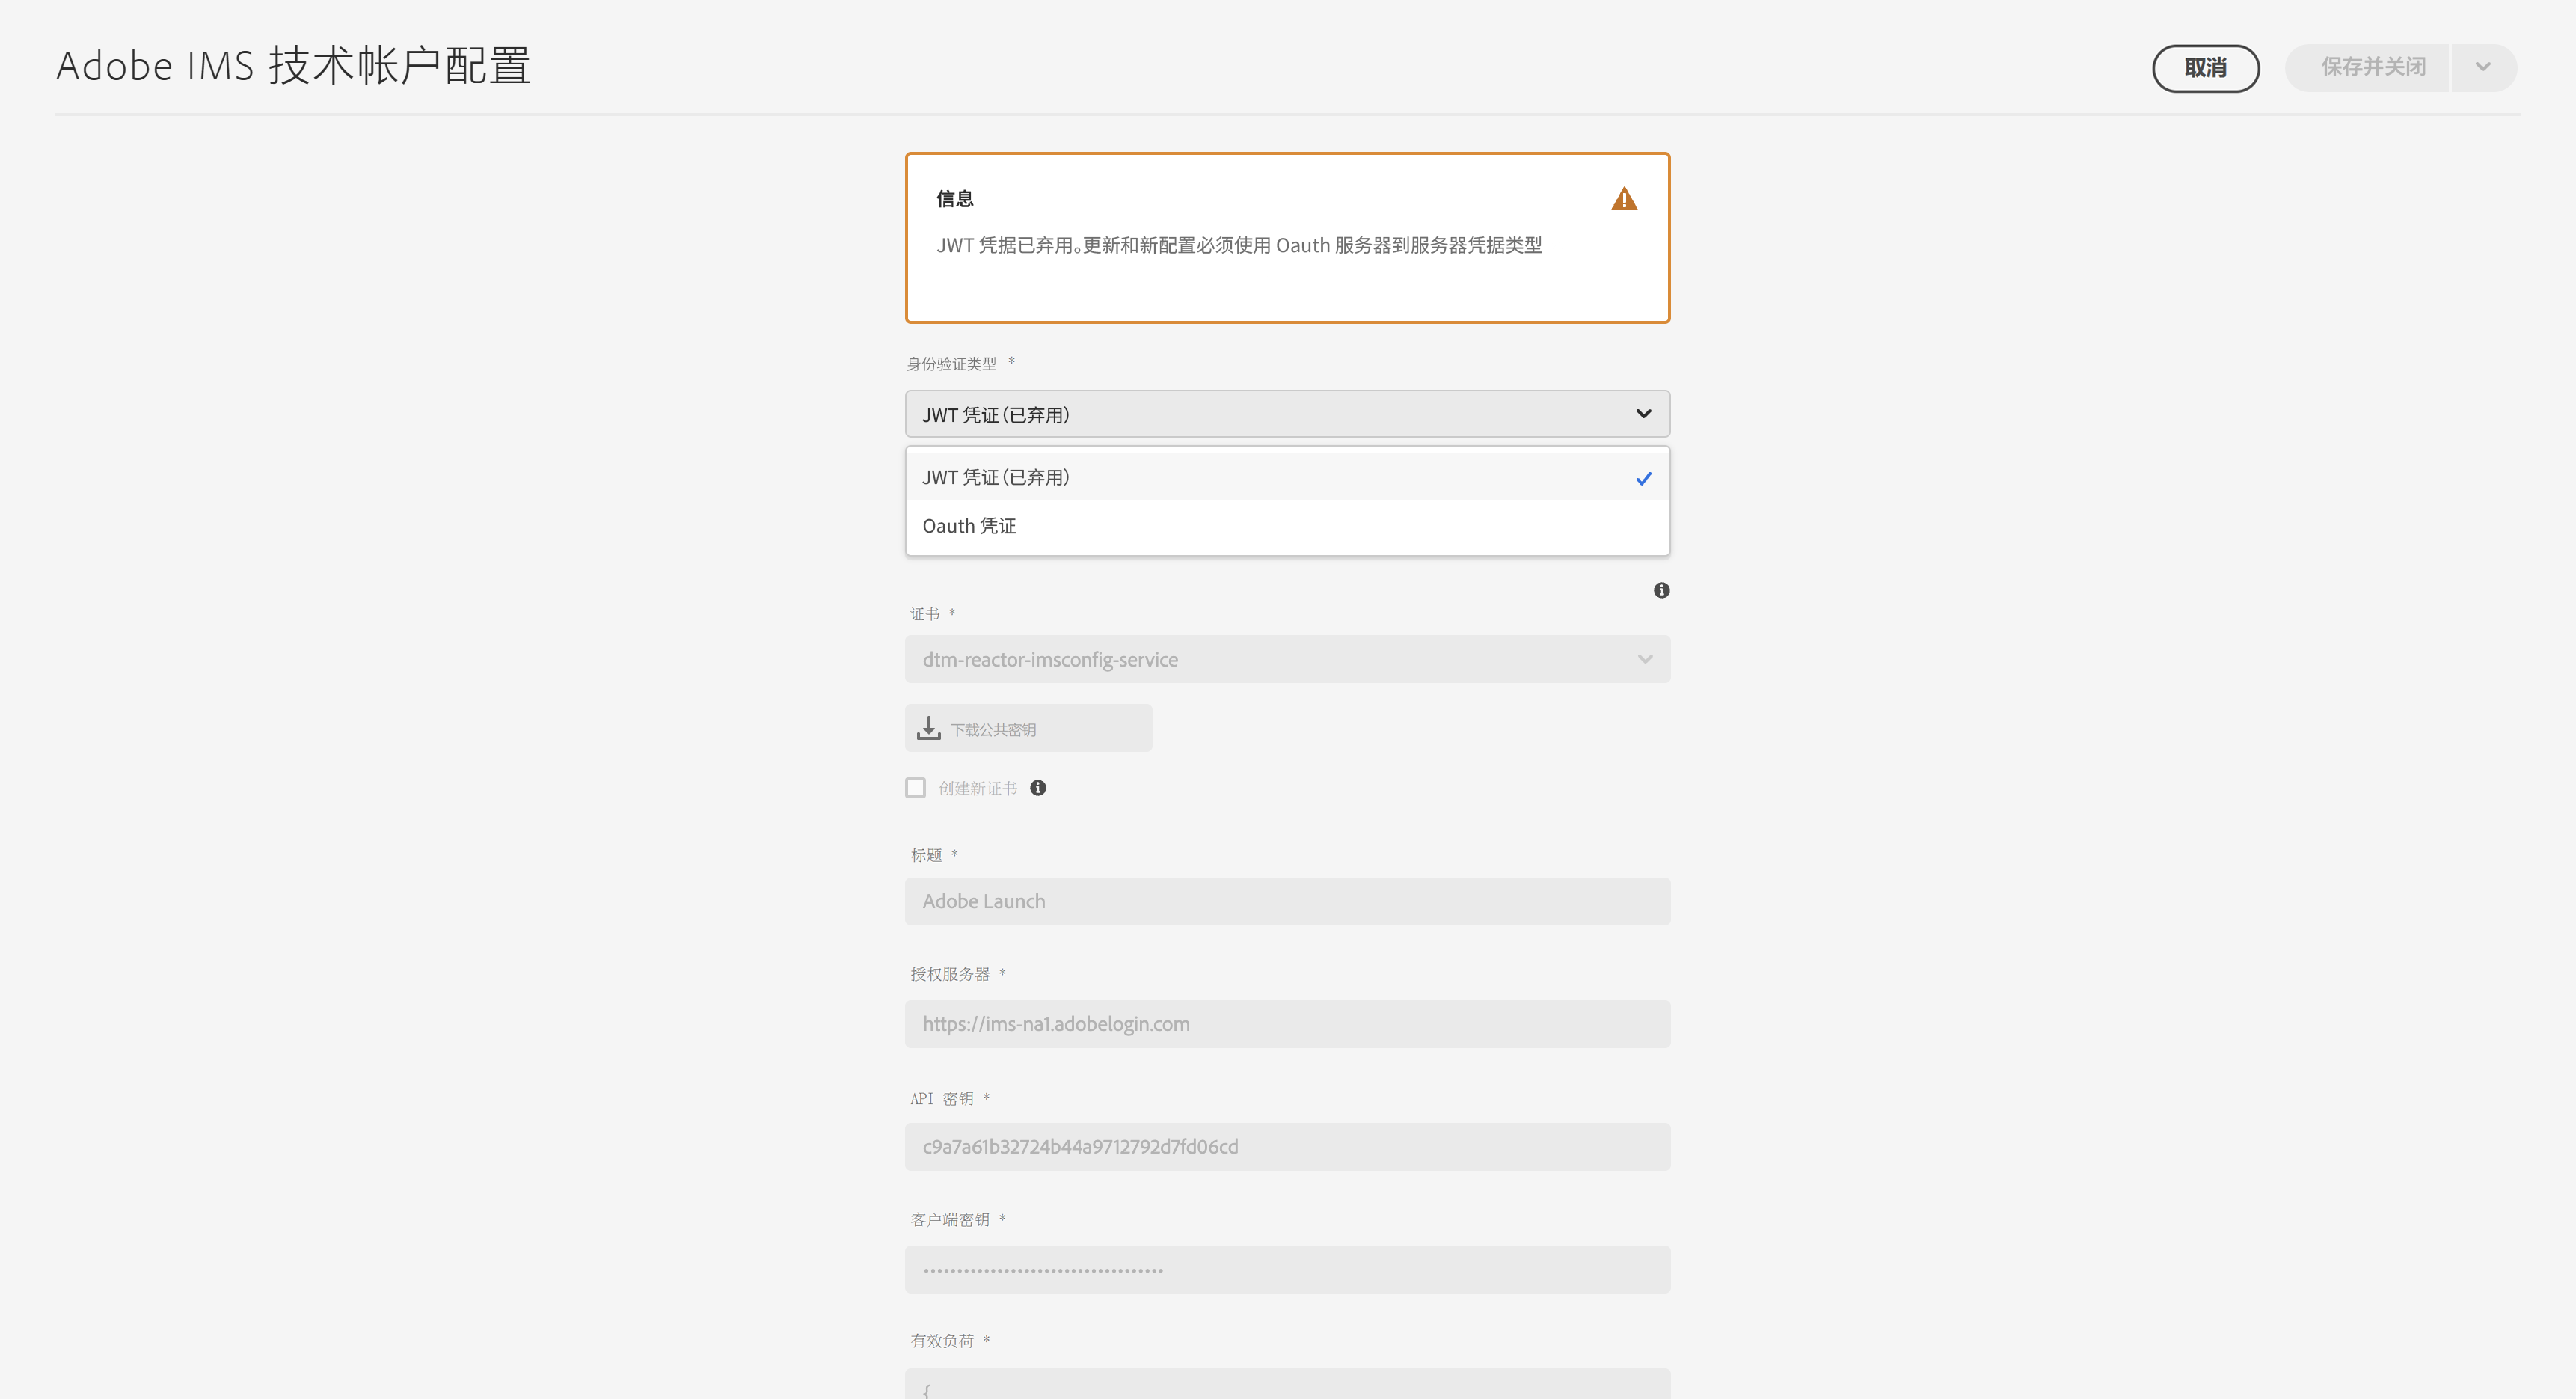 Adobe IMS 技术帐户配置
取消
保存并关闭
信息
JWT 凭据已弃用。更新和新配置必须使用 Oauth 服务器到服务器凭据类型
身份验证类型 *
JWT 凭证（已弃用）
JWT 凭证（已弃用）
Oauth 凭证
证书 *
dtm-reactor-imsconfig-service
下载公共密钥
创建新证书
标题 *
Adobe Launch
授权服务器 *
https://ims-na1.adobelogin.com
API 密钥 *
c9a7a61b32724b44a9712792d7fd06cd
客户端密钥 *
••••••••••••••••••••••••••••••••••••
有效负荷 *
{